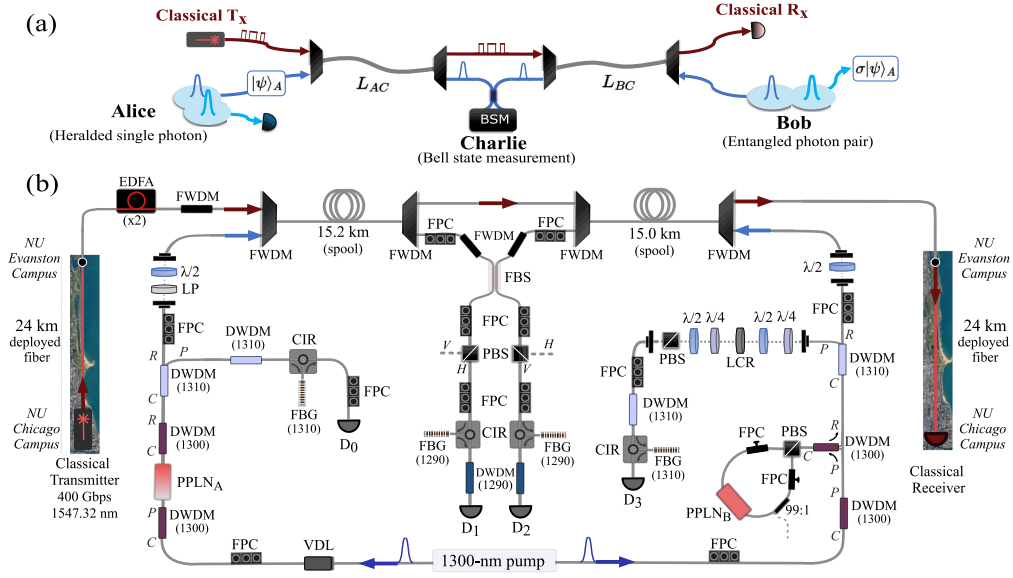 (a)
Classical Tx
Classical Rx
|ψ⟩A
σ|ψ⟩A
LAC
LBC
BSM
Alice
(Heralded single photon)
Charlie
(Bell state measurement)
Bob
(Entangled photon pair)
(b)
EDFA
(x2)
FWDM
FWDM
15.2 km
(spool)
FWDM
FPC
FWDM
FPC
FBS
FWDM
15.0 km
(spool)
FWDM
NU
Evanston
Campus
24 km
deployed
fiber
NU
Chicago
Campus
Classical
Transmitter
400 Gbps
1547.32 nm
λ/2
LP
FPC
R
P
DWDM
(1310)
C
R
DWDM
(1300)
C
PPLNA
P
DWDM
(1300)
C
DWDM
(1310)
CIR
FBG
(1310)
FPC
D0
FPC
V
H
PBS
H
V
FPC
CIR
FBG
(1290)
FBG
(1290)
DWDM
(1290)
D1
D2
PBS
λ/2
λ/4
LCR
λ/2
λ/4
FPC
DWDM
(1310)
CIR
FBG
(1310)
D3
λ/2
FPC
R
P
DWDM
(1310)
C
R
DWDM
(1300)
C
P
PBS
FPC
FPC
PPLNB
99:1
P
DWDM
(1300)
C
NU
Evanston
Campus
24 km
deployed
fiber
NU
Chicago
Campus
Classical
Receiver
FPC
VDL
1300-nm pump
FPC